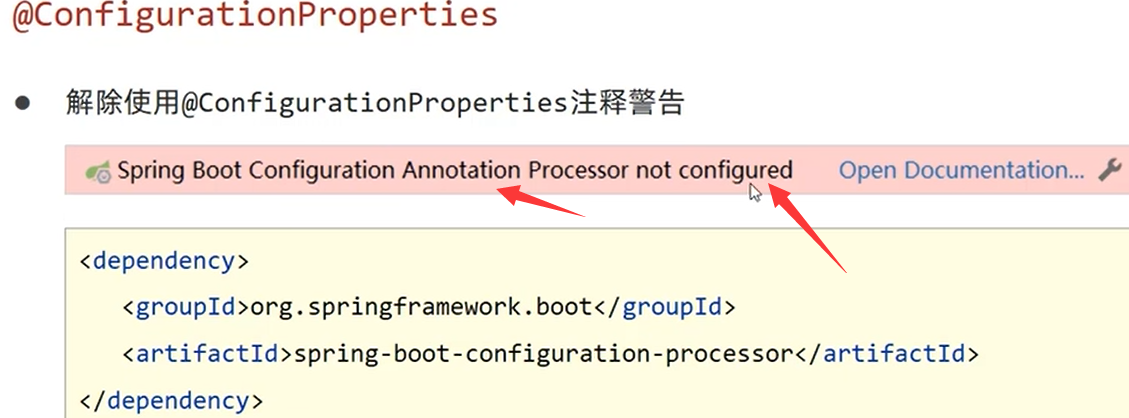 @ConfigurationProperties
● 解除使用@ConfigurationProperties注释警告
Spring Boot Configuration Annotation Processor not configured Open Documentation...
<dependency>
<groupId>org.springframework.boot</groupId>
<artifactId>spring-boot-configuration-processor</artifactId>
</dependency>